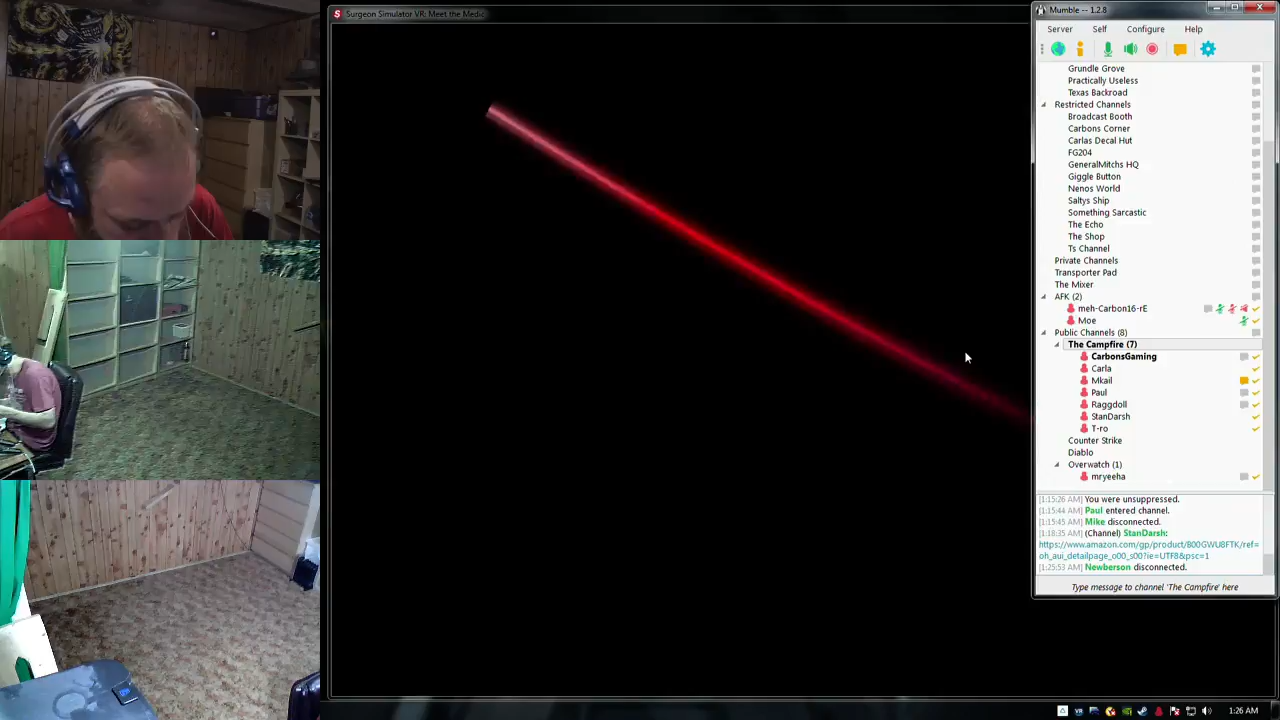 Surgeon Simulator VR: Meet the Medic
Mumble -- 1.2.8
Server Self Configure Help
Grundle Grove
Practically Useless
Texas Backroad
Restricted Channels
Broadcast Booth
Carbons Corner
Carlas Decal Hut
FG204
GeneralMitchs HQ
Giggle Button
Nenos World
Saltys Ship
Something Sarcastic
The Echo
The Shop
Ts Channel
Private Channels
Transporter Pad
The Mixer
AFK (2)
meh-Carbon16-rE
Moe
Public Channels (8)
The Campfire (7)
CarbonsGaming
Carla
Mkail
Paul
Raggdoll
StanDarsh
T-ro
Counter Strike
Diablo
Overwatch (1)
mryeeha
[1:15:26 AM] You were unsuppressed.
[1:15:44 AM] Paul entered channel.
[1:15:45 AM] Mike disconnected.
[1:18:35 AM] (Channel) StanDarsh:
https://www.amazon.com/gp/product/B00GWU8FTK/ref=
oh_aui_detailpage_o00_s00?ie=UTF8&psc=1
[1:25:53 AM] Newberson disconnected.
Type message to channel 'The Campfire' here
1:26 AM